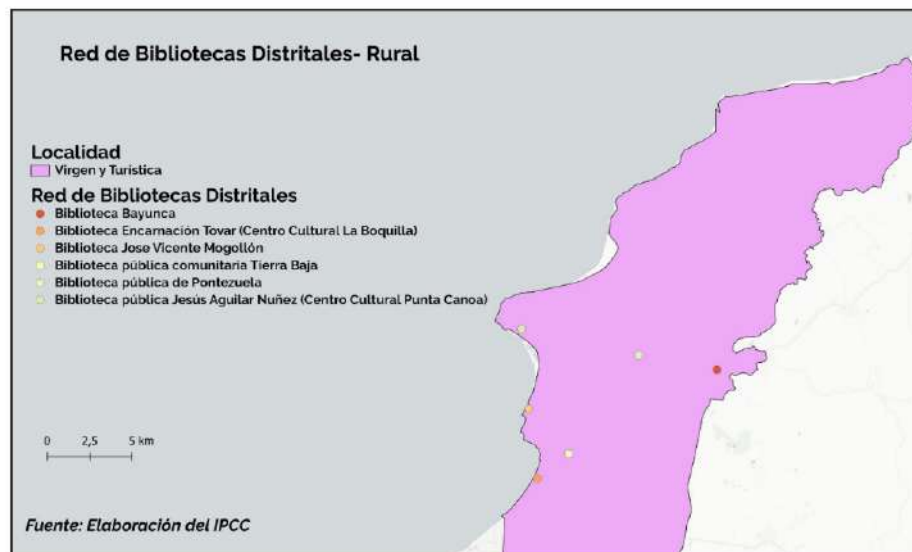 Red de Bibliotecas Distritales- Rural
Localidad
Virgen y Turística
Red de Bibliotecas Distritales
Biblioteca Bayunca
Biblioteca Encarnación Tovar (Centro Cultural La Boquilla)
Biblioteca Jose Vicente Mogollón
Biblioteca pública comunitaria Tierra Baja
Biblioteca pública de Pontezuela
Biblioteca pública Jesús Aguilar Nuñez (Centro Cultural Punta Canoa)
0 2,5 5 km
Fuente: Elaboración del IPCC